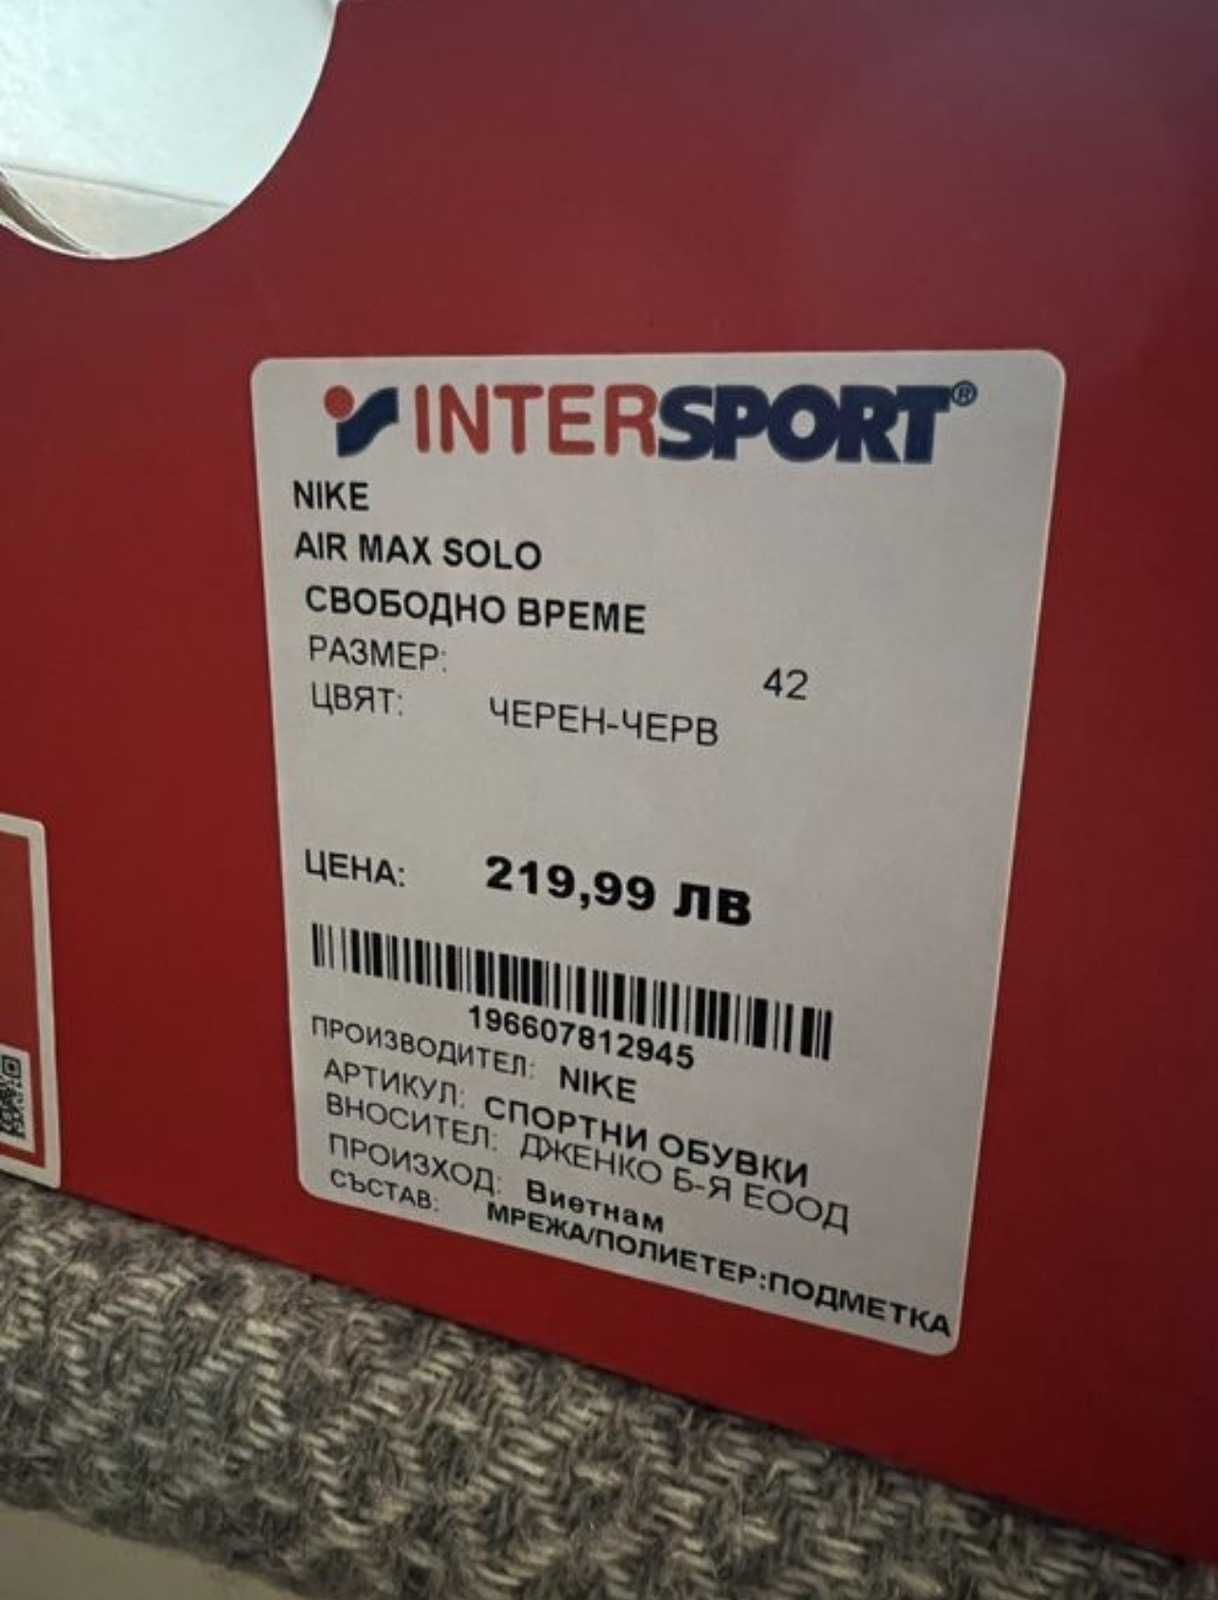 INTERSPORT®
NIKE
AIR MAX SOLO
СВОБОДНО ВРЕМЕ
РАЗМЕР: 42
ЦВЯТ: ЧЕРЕН-ЧЕРВ
ЦЕНА: 219,99 ЛВ
196607812945
ПРОИЗВОДИТЕЛ: NIKE
АРТИКУЛ: СПОРТНИ ОБУВКИ
ВНОСИТЕЛ: ДЖЕНКО Б-Я ЕООД
ПРОИЗХОД: Виетнам
СЪСТАВ: МРЕЖА/ПОЛИЕТЕР:ПОДМЕТКА